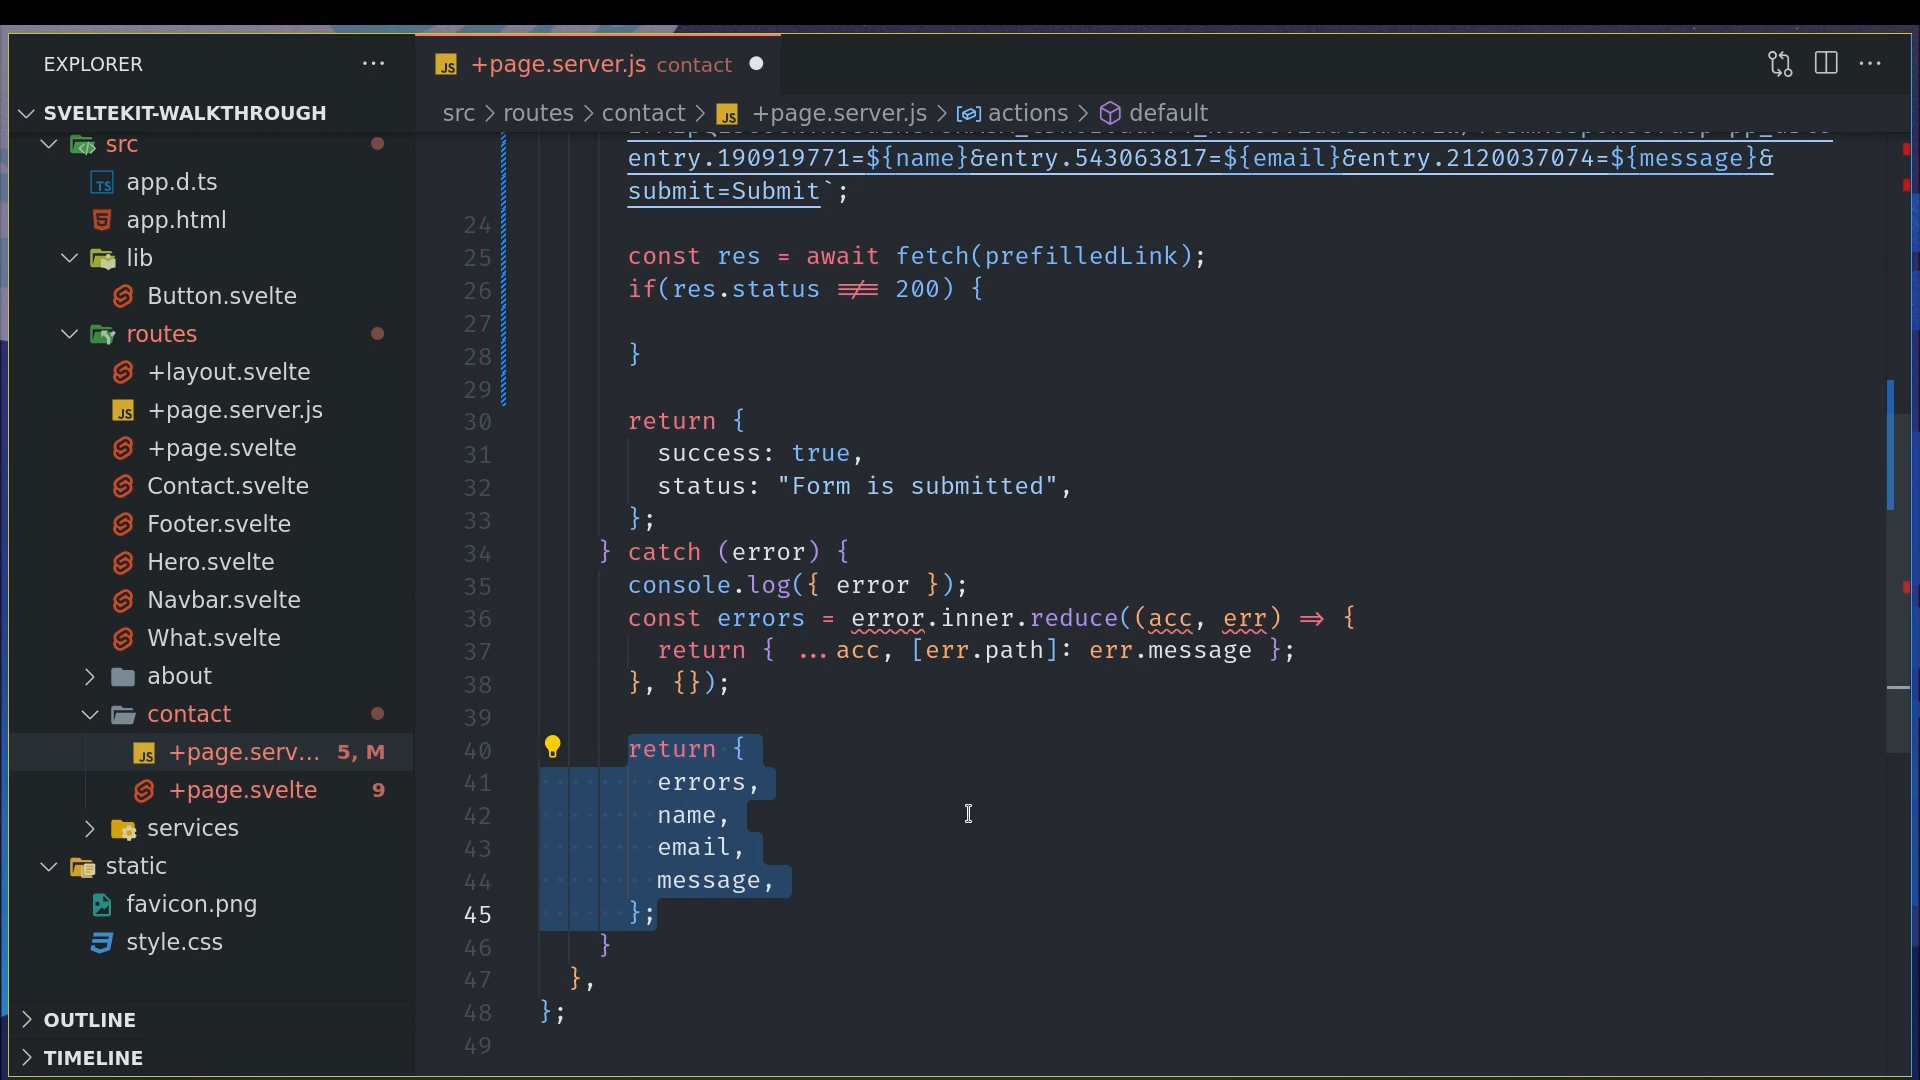 EXPLORER
SVELTEKIT-WALKTHROUGH
src
app.d.ts
app.html
lib
Button.svelte
routes
+layout.svelte
+page.server.js
+page.svelte
Contact.svelte
Footer.svelte
Hero.svelte
Navbar.svelte
What.svelte
about
contact
+page.serv... 5, M
+page.svelte 9
services
static
favicon.png
style.css
OUTLINE
TIMELINE
+page.server.js contact
src > routes > contact > +page.server.js > actions > default
entry.190919771=${name}&entry.543063817=${email}&entry.2120037074=${message}&
submit=Submit`;
24
25 const res = await fetch(prefilledLink);
26 if(res.status !== 200) {
27
28 }
29
30 return {
31 success: true,
32 status: "Form is submitted",
33 };
34 } catch (error) {
35 console.log({ error });
36 const errors = error.inner.reduce((acc, err) => {
37 return { ...acc, [err.path]: err.message };
38 }, {});
39
40 return {
41 errors,
42 name,
43 email,
44 message,
45 };
46 }
47 },
48 };
49